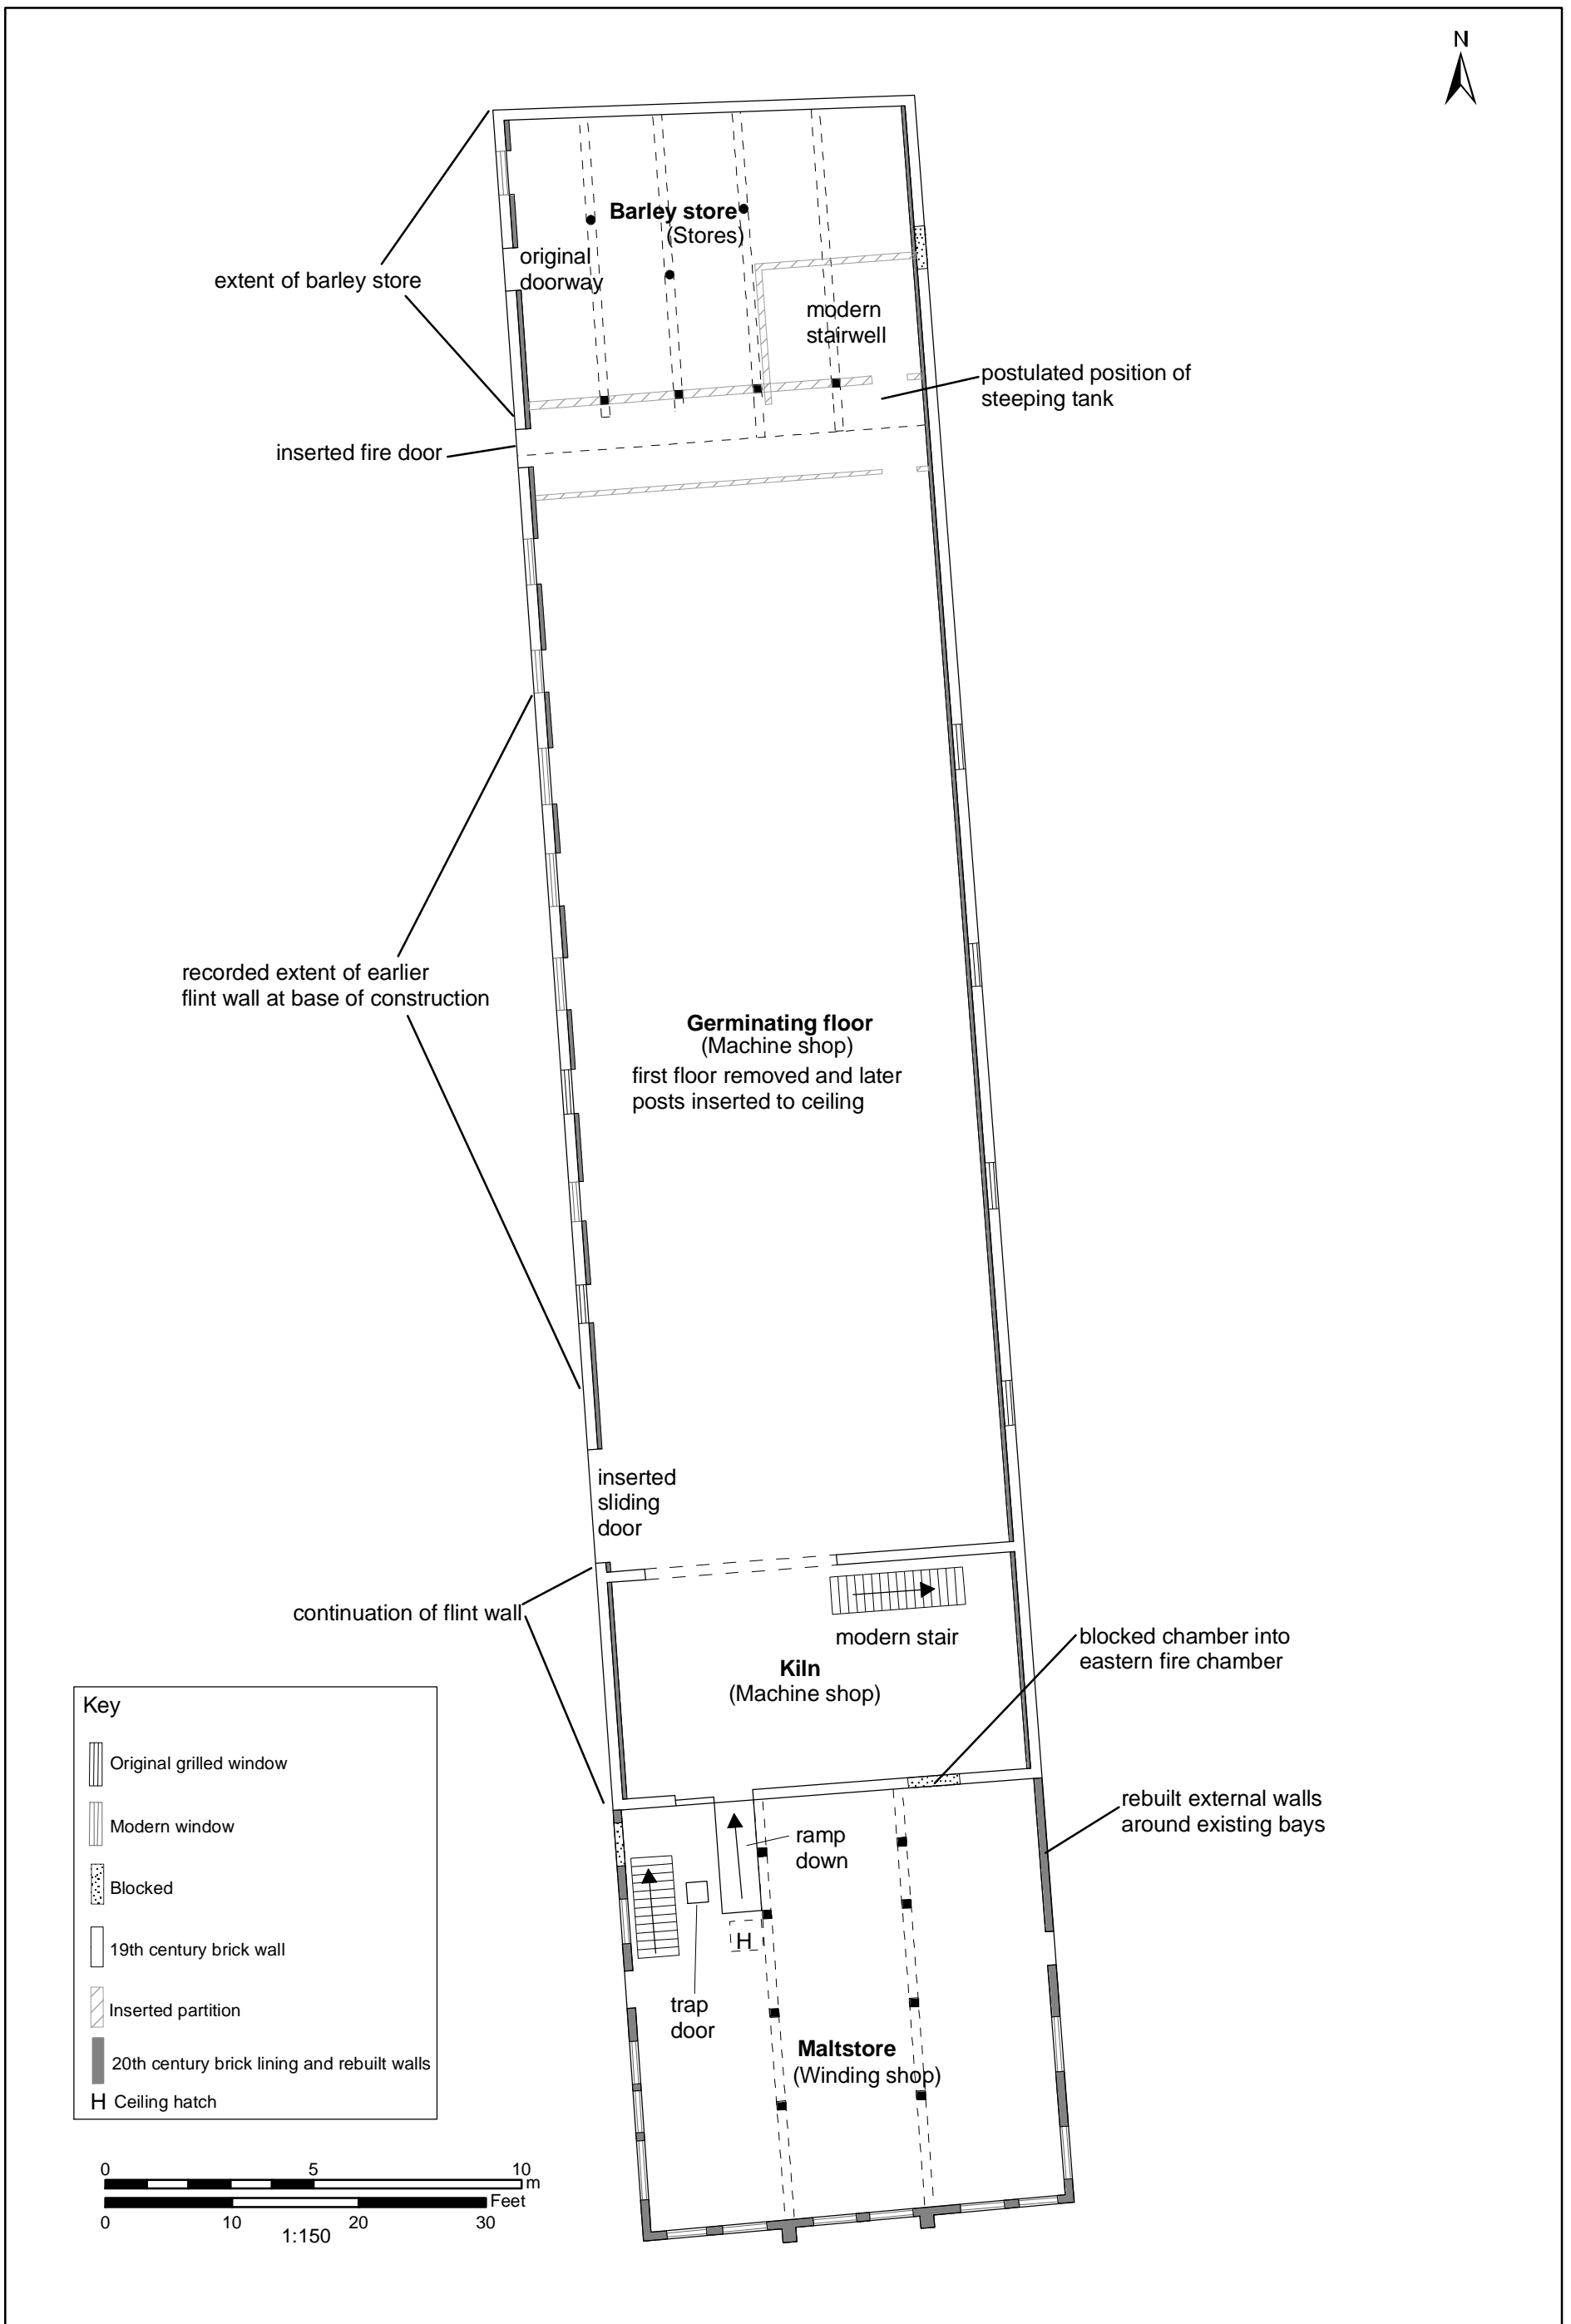 N
Barley store
(Stores)
original
doorway
extent of barley store
modern
stairwell
postulated position of
steeping tank
inserted fire door
recorded extent of earlier
flint wall at base of construction
Germinating floor
(Machine shop)
first floor removed and later
posts inserted to ceiling
inserted
sliding
door
continuation of flint wall
modern stair
blocked chamber into
eastern fire chamber
Kiln
(Machine shop)
rebuilt external walls
around existing bays
ramp
down
H
trap
door
Maltstore
(Winding shop)
Key
Original grilled window
Modern window
Blocked
19th century brick wall
Inserted partition
20th century brick lining and rebuilt walls
H Ceiling hatch
0 5 10
m
Feet
0 10 20 30
1:150